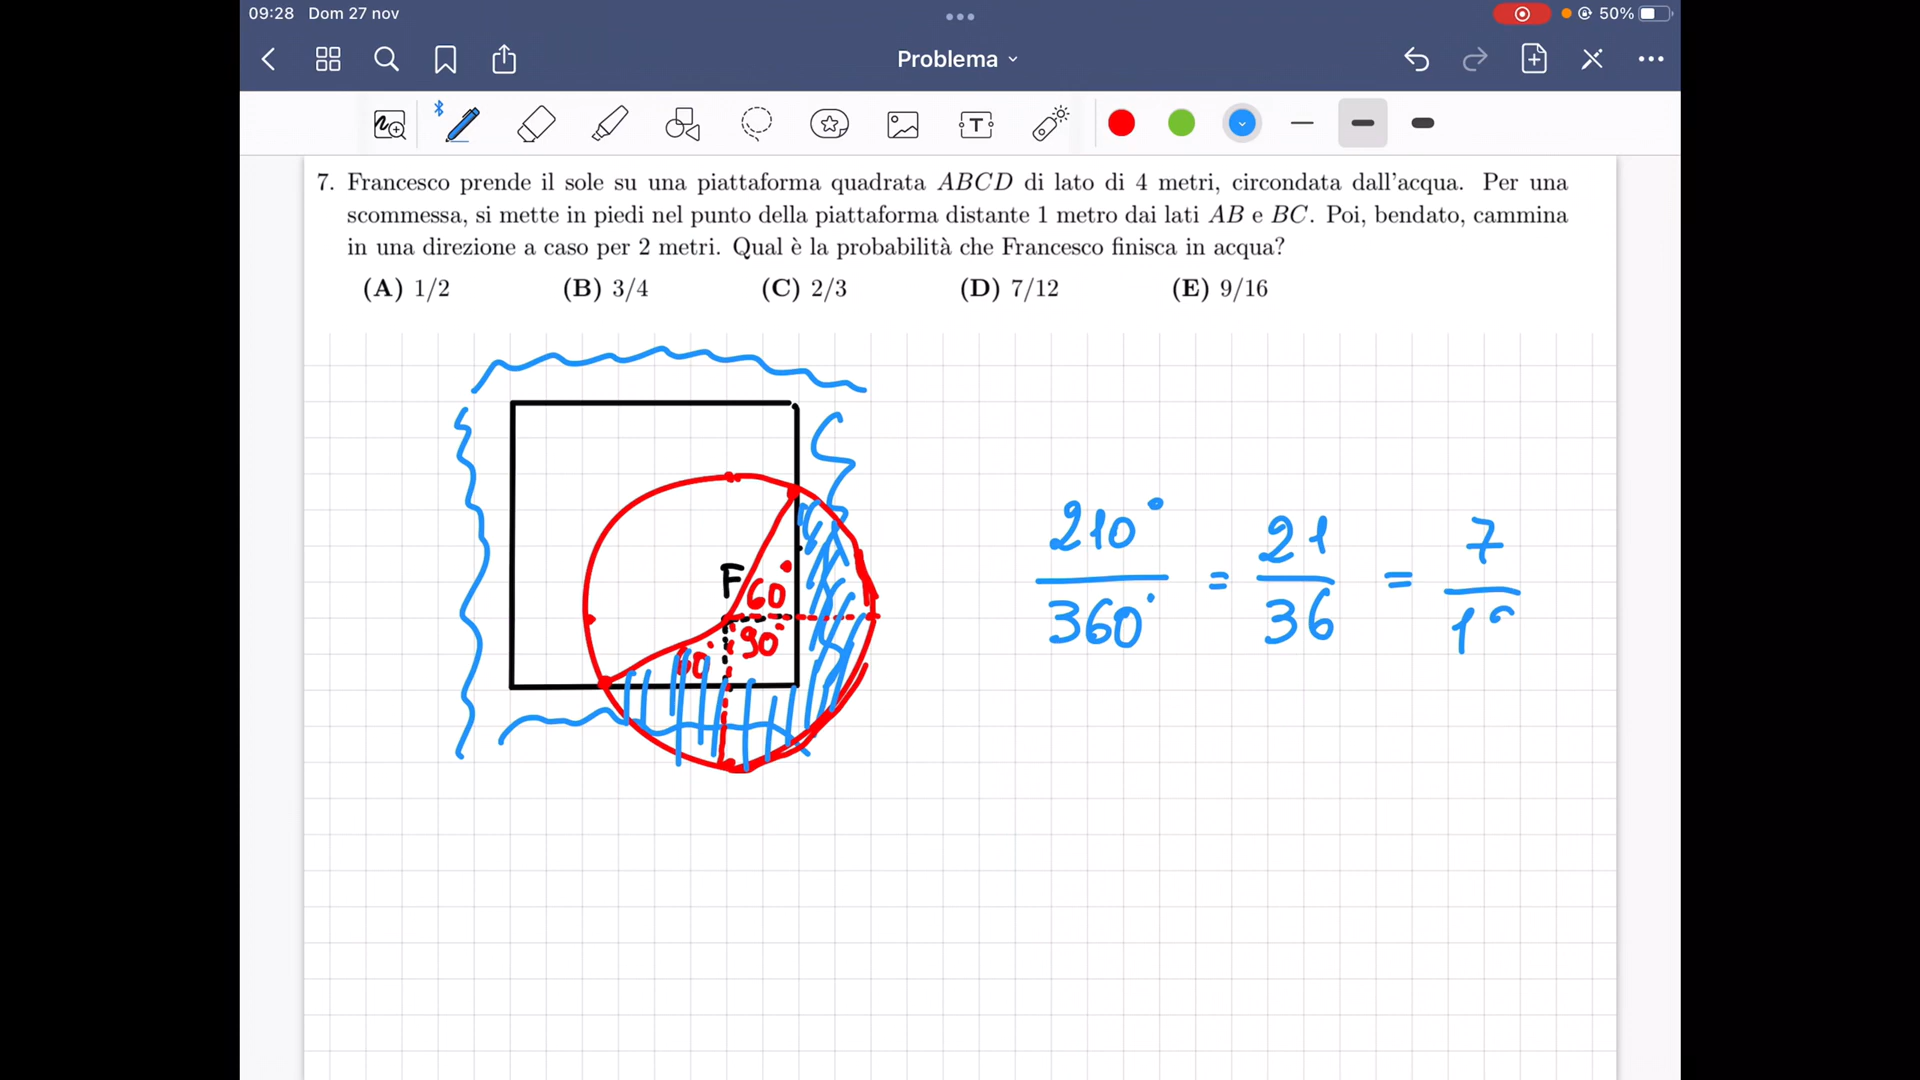 09:28 Dom 27 nov
50%
Problema
7. Francesco prende il sole su una piattaforma quadrata ABCD di lato di 4 metri, circondata dall'acqua. Per una
scommessa, si mette in piedi nel punto della piattaforma distante 1 metro dai lati AB e BC. Poi, bendato, cammina
in una direzione a caso per 2 metri. Qual è la probabilità che Francesco finisca in acqua?
(A) 1/2 (B) 3/4 (C) 2/3 (D) 7/12 (E) 9/16
F
60°
90°
210° / 360° = 21 / 36 = 7 / 1